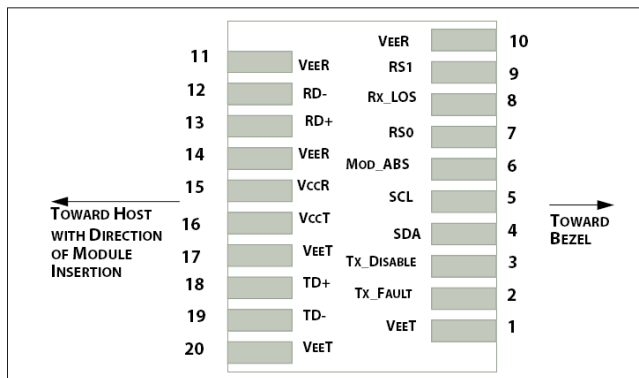 11 VEER
12 RD-
13 RD+
14 VEER
15 VCCR
16 VCCT
17 VEET
18 TD+
19 TD-
20 VEET
VEER 10
RS1 9
RX_LOS 8
RS0 7
MOD_ABS 6
SCL 5
SDA 4
TX_DISABLE 3
TX_FAULT 2
VEET 1
TOWARD HOST
WITH DIRECTION
OF MODULE
INSERTION
TOWARD
BEZEL